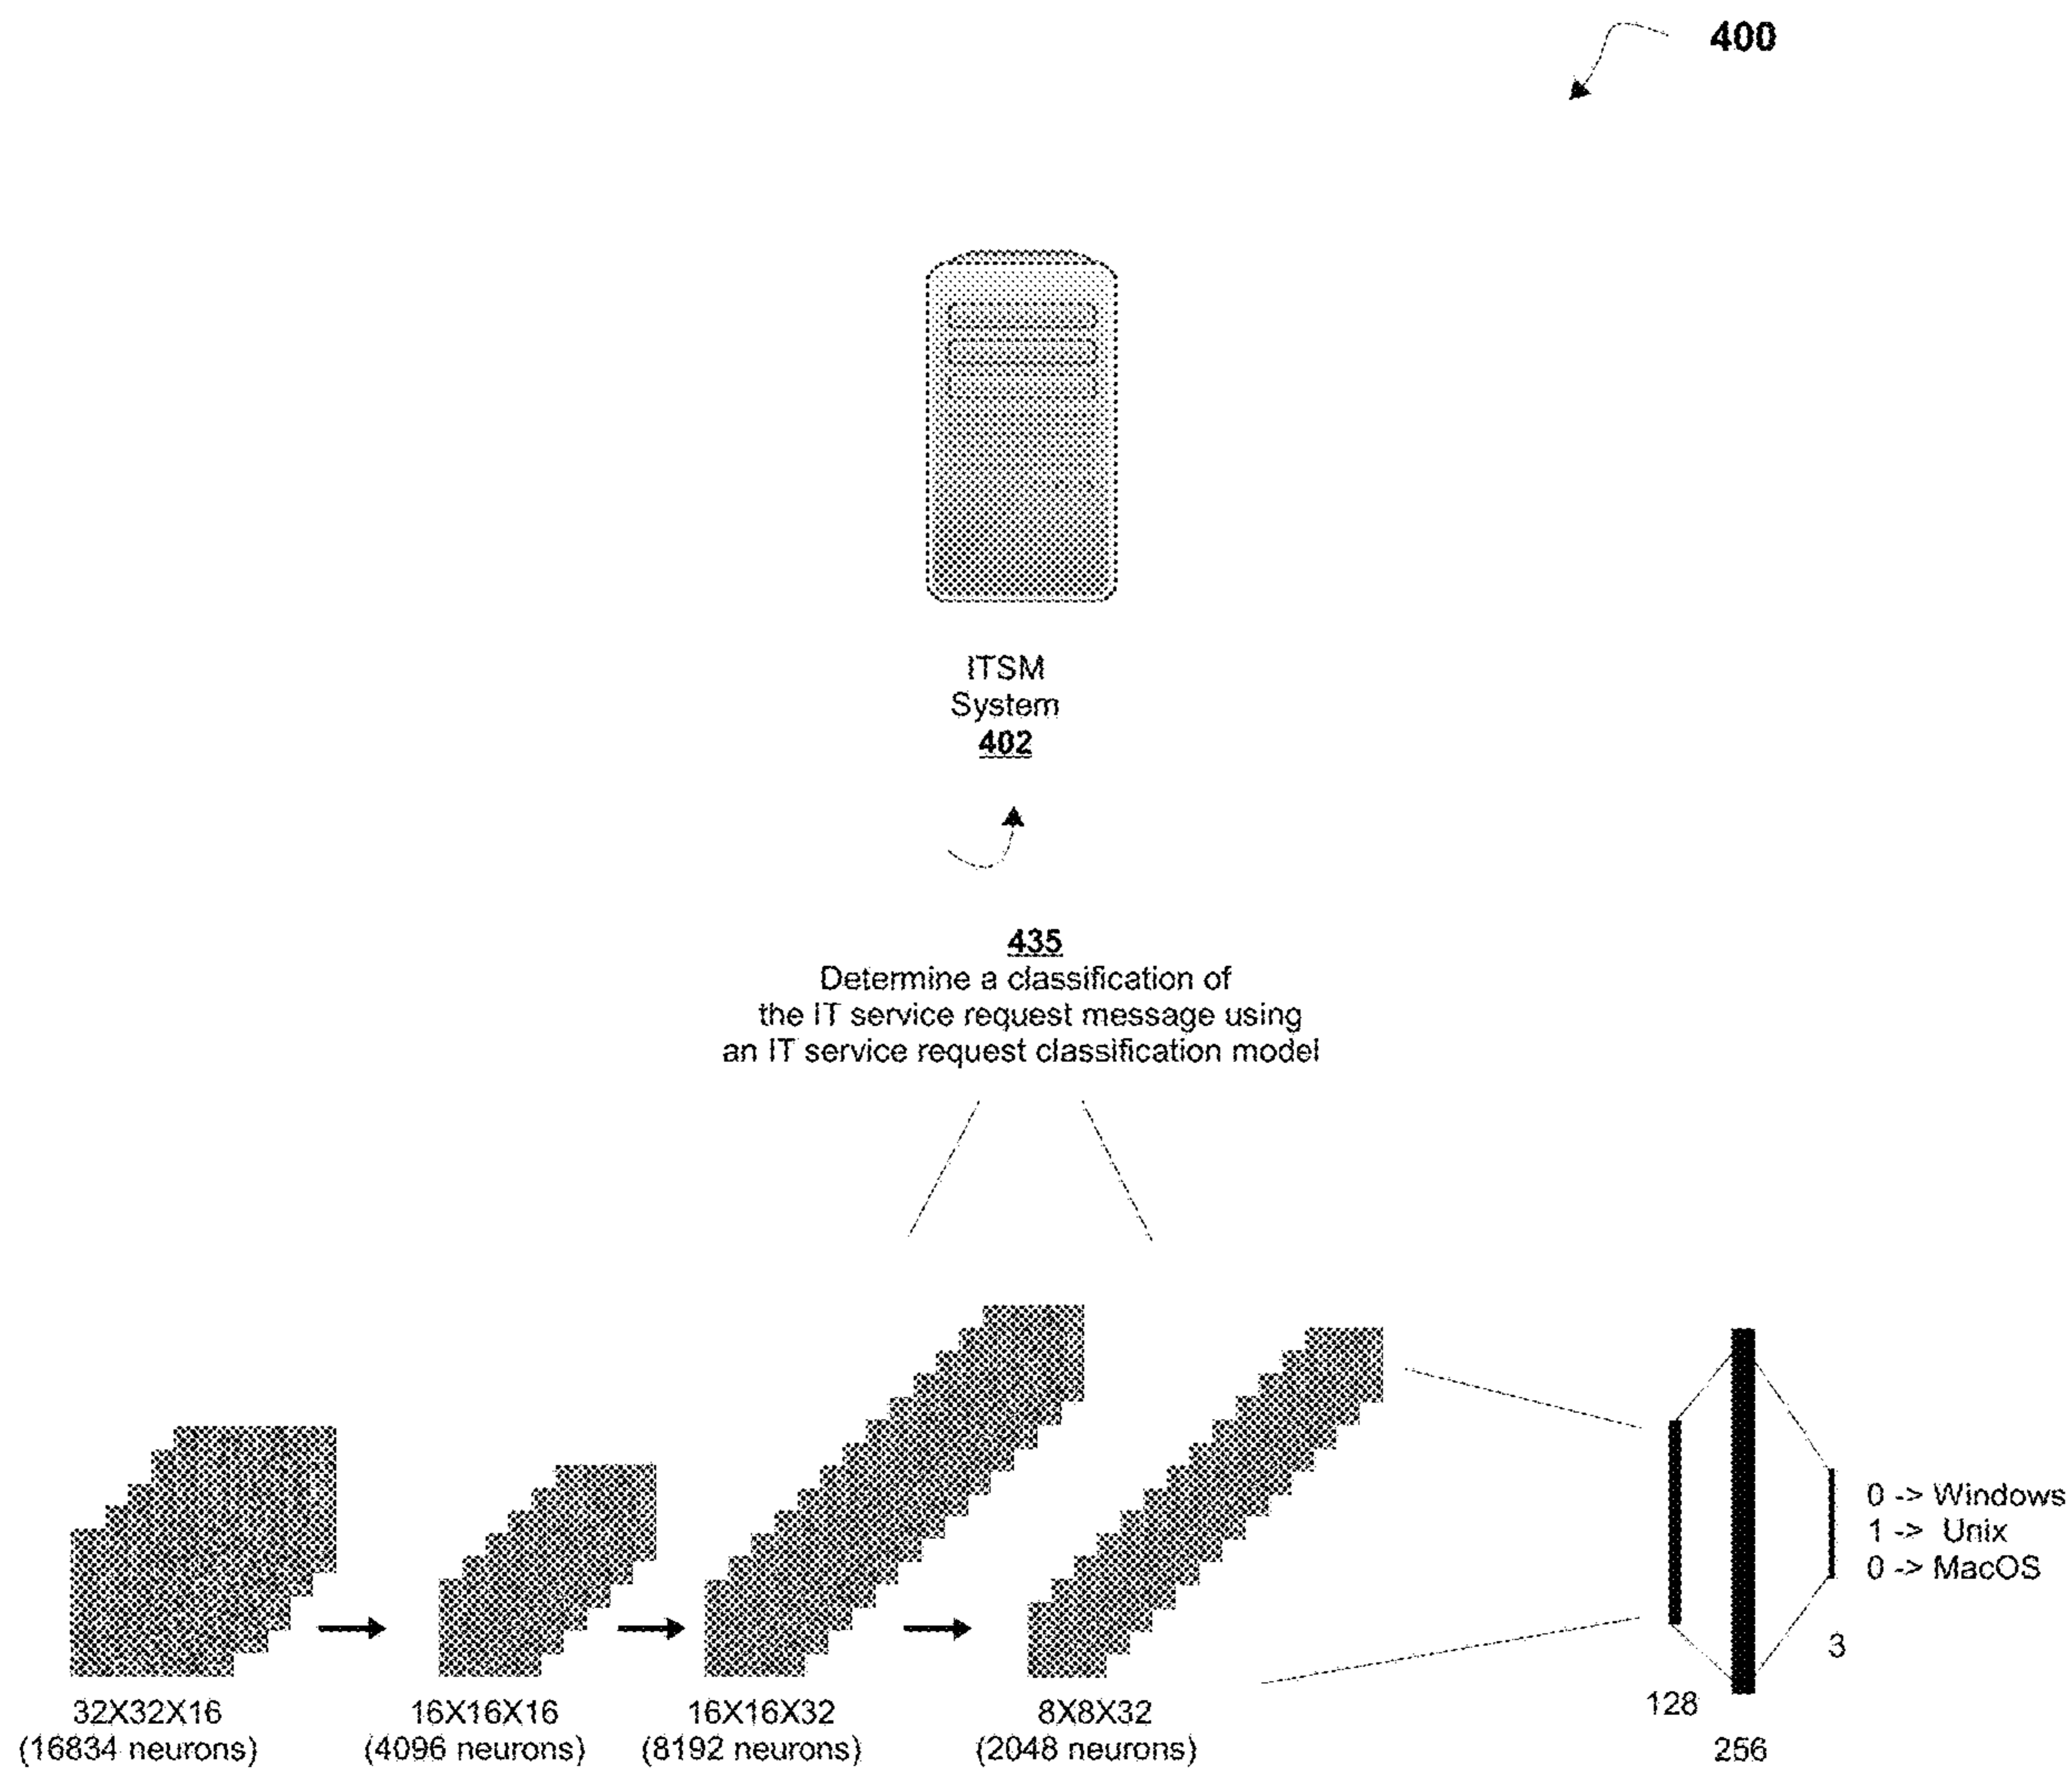 400
ITSM
System
402
435
Determine a classification of
the IT service request message using
an IT service request classification model
0 -> Windows
1 -> Unix
0 -> MacOS
3
32X32X16
(16834 neurons)
16X16X16
(4096 neurons)
16X16X32
(8192 neurons)
8X8X32
(2048 neurons)
128
256